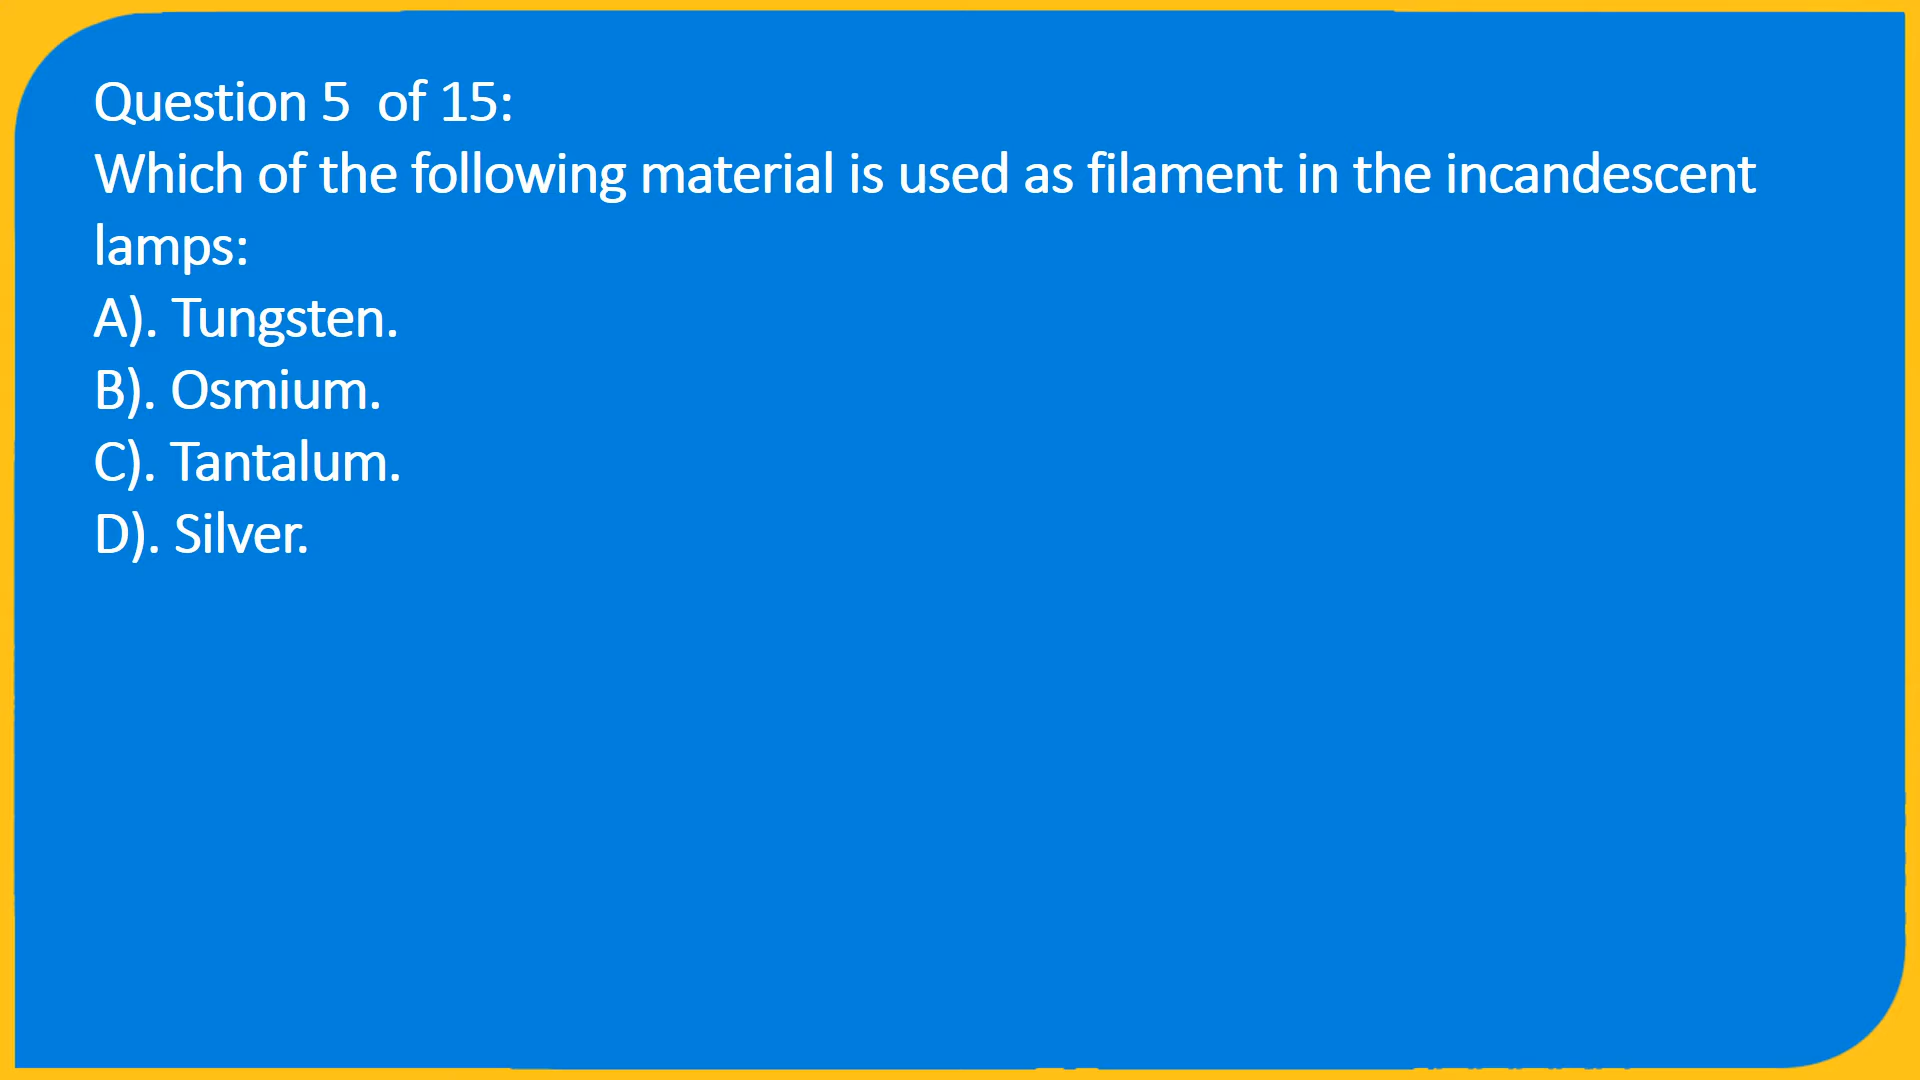 Question 5  of 15:
Which of the following material is used as filament in the incandescent
lamps:
A). Tungsten.
B). Osmium.
C). Tantalum.
D). Silver.